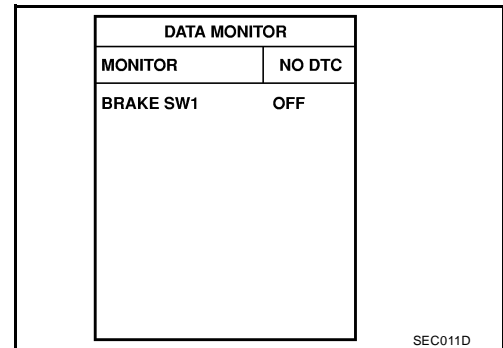 DATA MONITOR
MONITOR NO DTC
BRAKE SW1 OFF
SEC011D